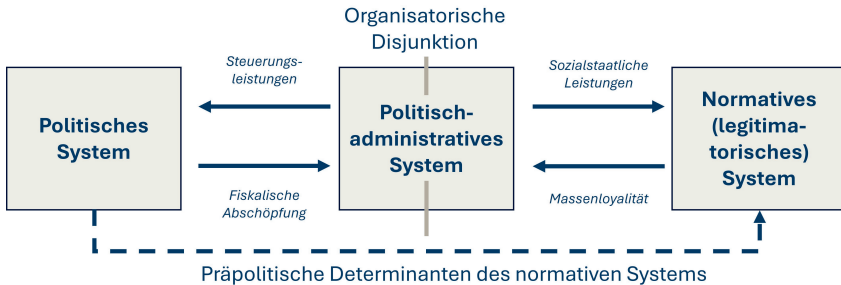 Organisatorische
Disjunktion
Steuerungs-
leistungen
Sozialstaatliche
Leistungen
Politisches
System
Politisch-
administratives
System
Normatives
(legitima-
torisches)
System
Fiskalische
Abschöpfung
Massenloyalität
Präpolitische Determinanten des normativen Systems